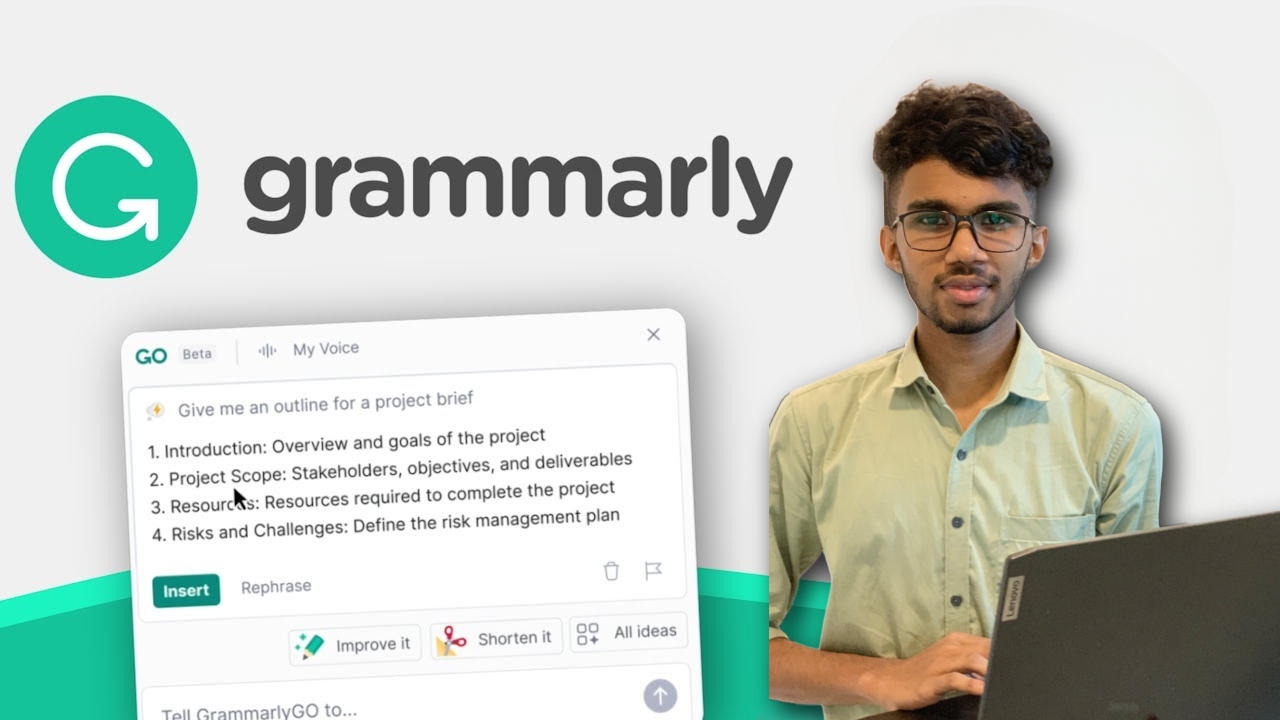 grammarly
GO Beta My Voice
Give me an outline for a project brief
1. Introduction: Overview and goals of the project
2. Project Scope: Stakeholders, objectives, and deliverables
3. Resources: Resources required to complete the project
4. Risks and Challenges: Define the risk management plan
Insert Rephrase
Improve it Shorten it All ideas
Tell GrammarlyGO to...
Lenovo